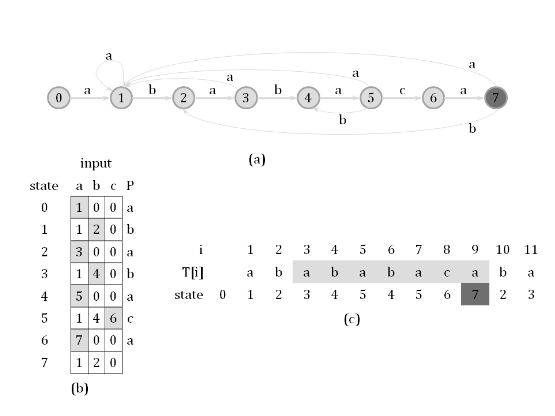 a
a
a
a
0 a 1 b 2 a 3 b 4 a 5 c 6 a 7
b
b
(a)
input
state a b c P
0 1 0 0 a
1 1 2 0 b
2 3 0 0 a
3 1 4 0 b
4 5 0 0 a
5 1 4 6 c
6 7 0 0 a
7 1 2 0
(b)
i 1 2 3 4 5 6 7 8 9 10 11
T[i] a b a b a b a c a b a
state 0 1 2 3 4 5 4 5 6 7 2 3
(c)